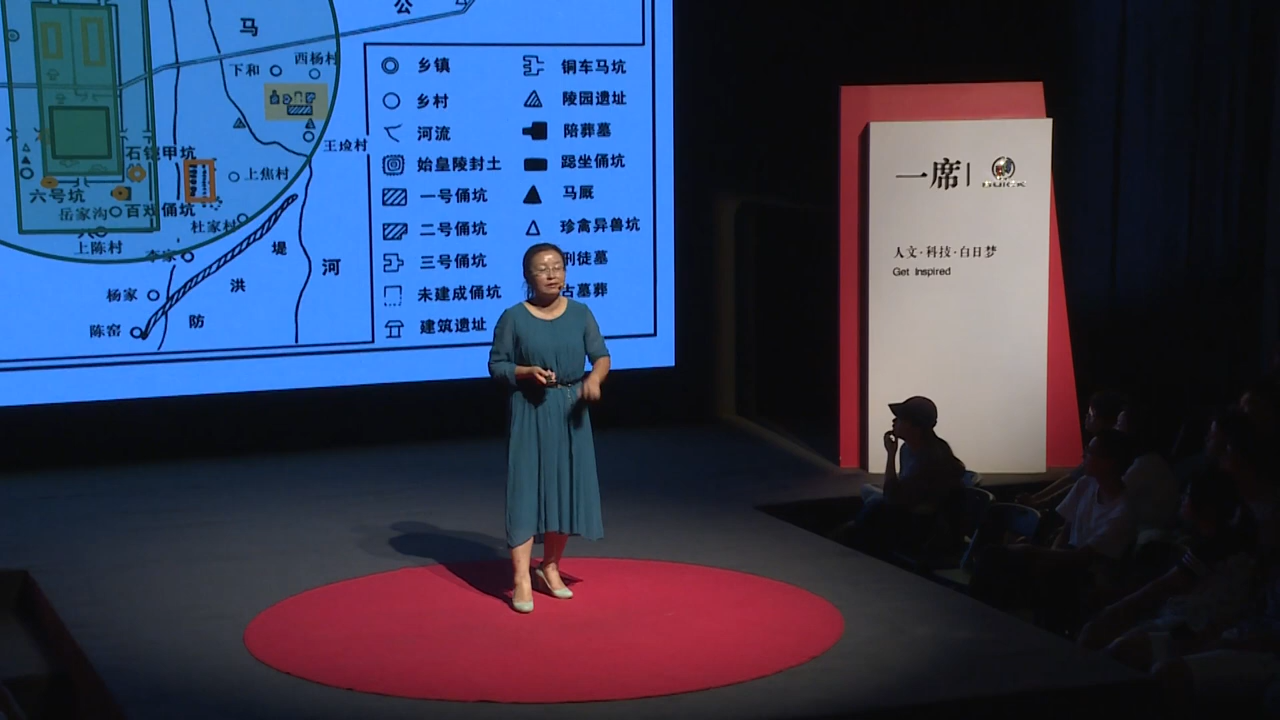 公
马
西杨村
下和
王硷村
石铠甲坑
上焦村
六号坑
岳家沟
百戏俑坑
杜家村
上陈村
李家
堤
河
洪
杨家
防
陈窑
乡镇
铜车马坑
乡村
陵园遗址
河流
陪葬墓
始皇陵封土
跽坐俑坑
一号俑坑
马厩
二号俑坑
珍禽异兽坑
三号俑坑
刑徒墓
未建成俑坑
古墓葬
建筑遗址
一席
BUICK
人文·科技·白日梦
Get Inspired